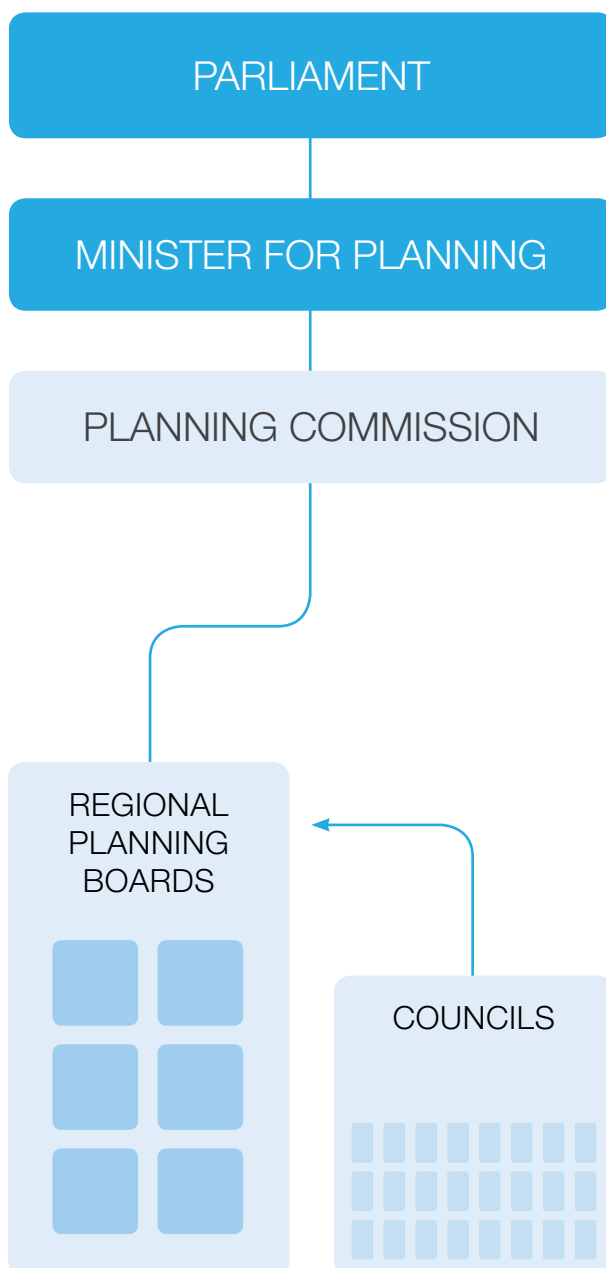 PARLIAMENT
MINISTER FOR PLANNING
PLANNING COMMISSION
REGIONAL
PLANNING
BOARDS
COUNCILS